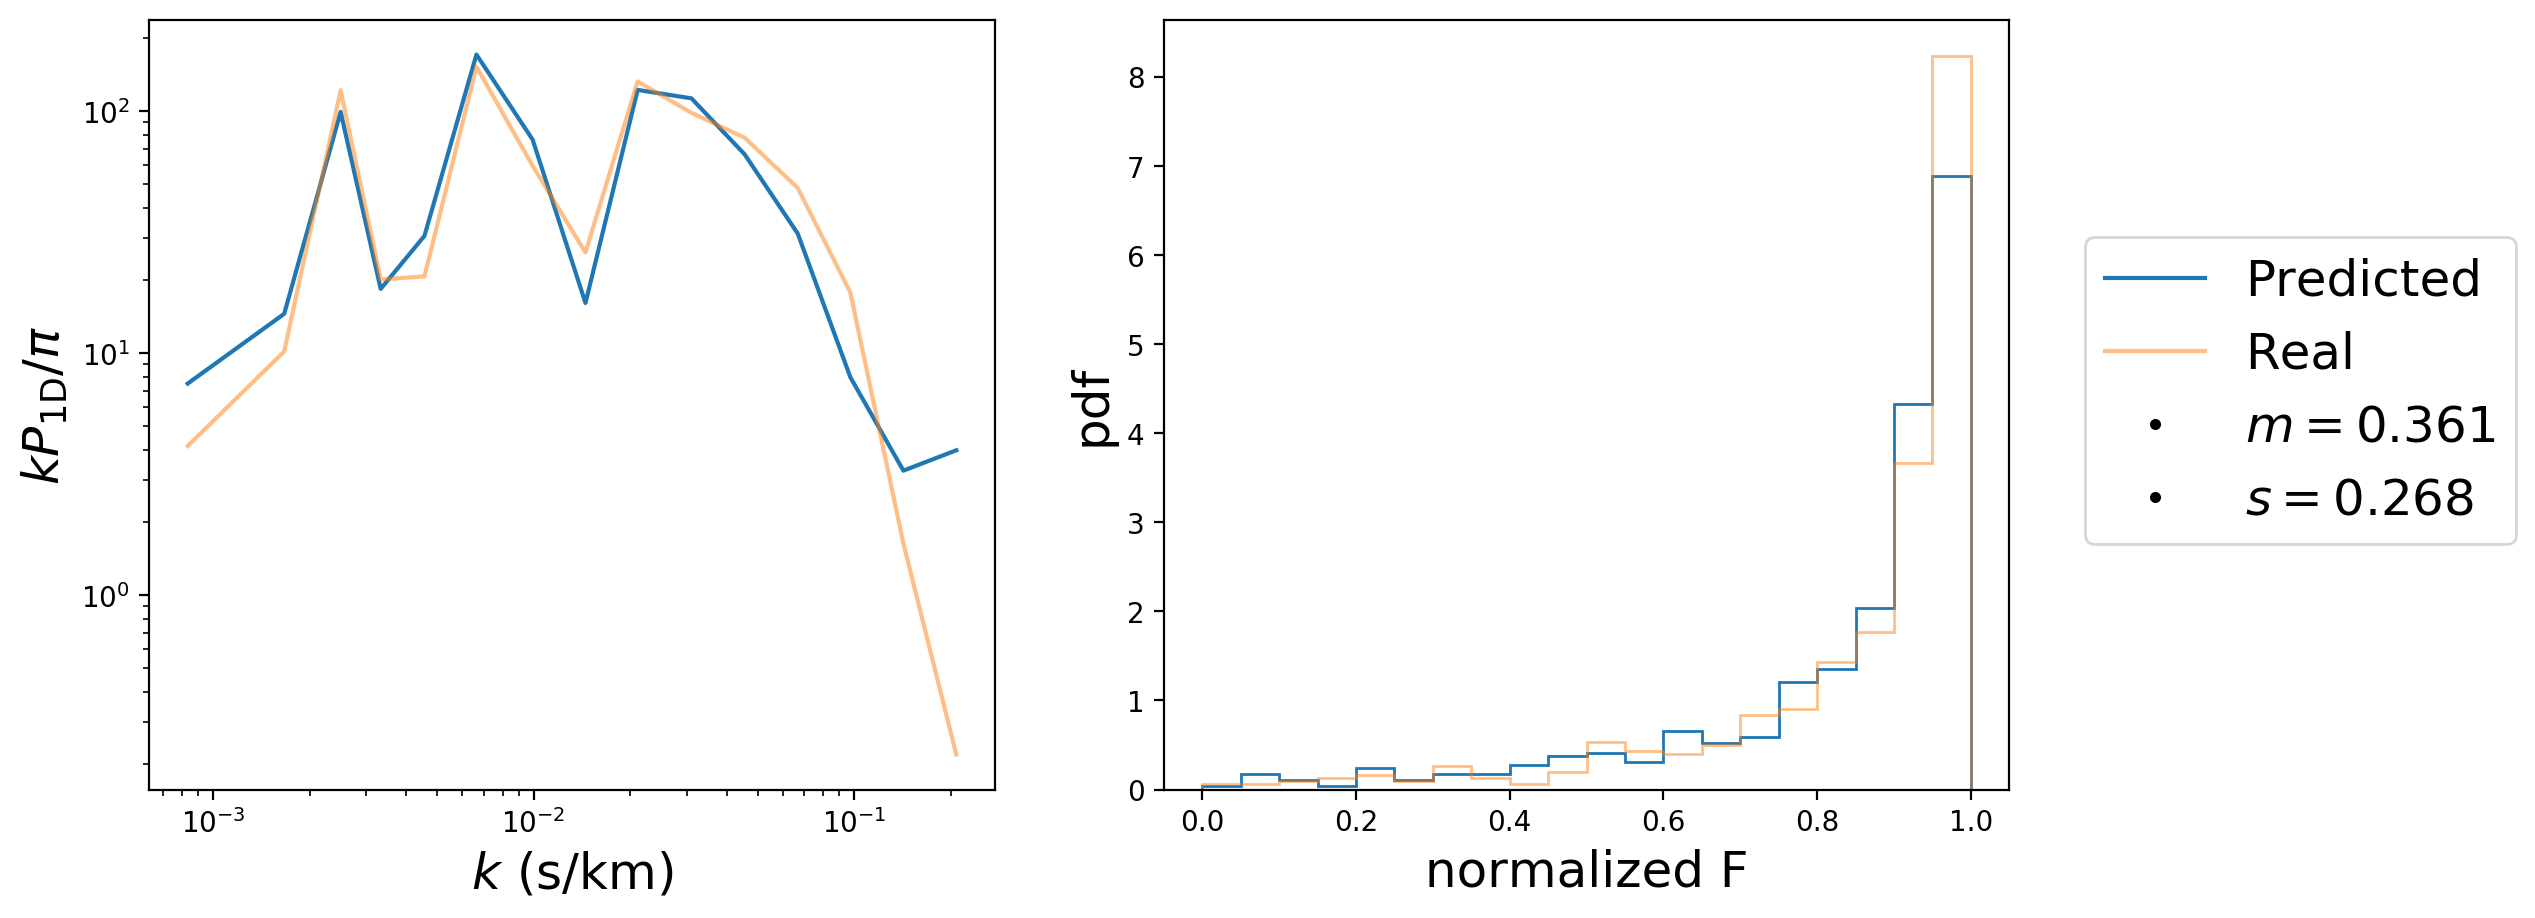 10²
10¹
10⁰
kP₁D/π
10⁻³
10⁻²
10⁻¹
k (s/km)
8
7
6
5
4
3
2
1
0
pdf
0.0
0.2
0.4
0.6
0.8
1.0
normalized F
Predicted
Real
m = 0.361
s = 0.268